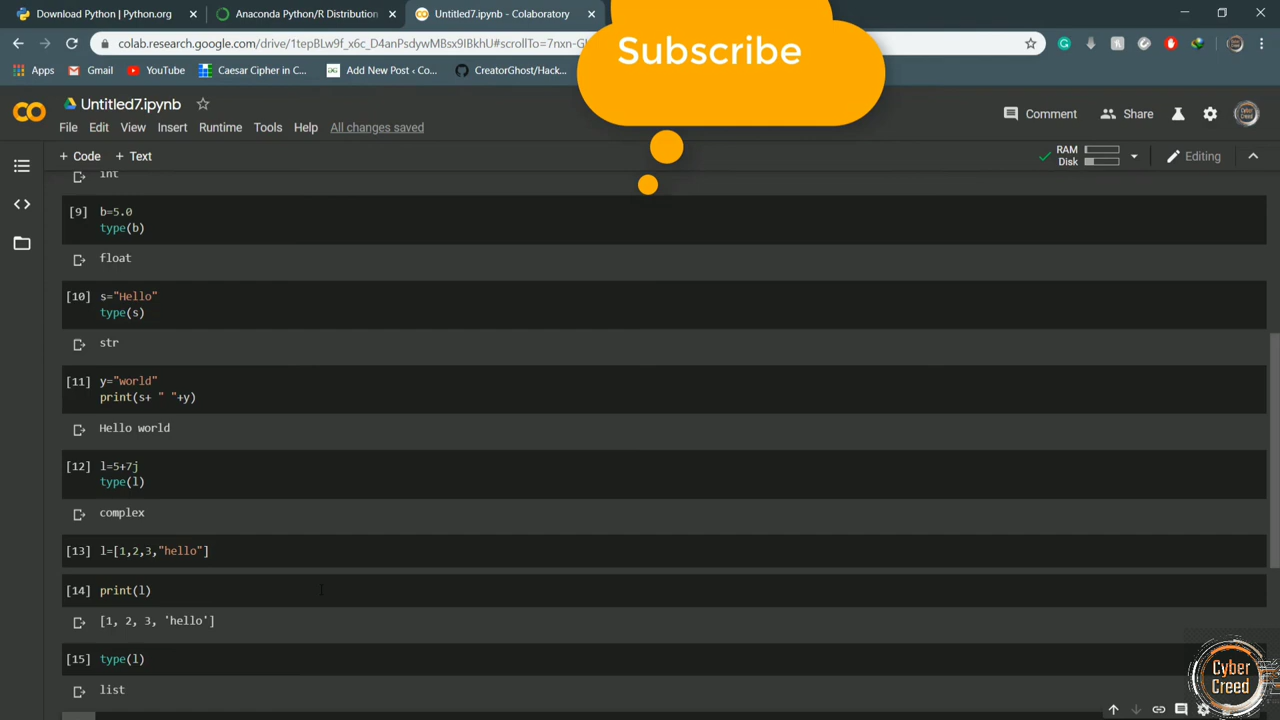 Download Python | Python.org
Anaconda Python/R Distribution
Untitled7.ipynb - Colaboratory
colab.research.google.com/drive/1tepBLw9f_x6c_D4anPsdywMBsx9IBkhU#scrollTo=7nxn-G
Subscribe
Apps
Gmail
YouTube
Caesar Cipher in C...
Add New Post ‹ Co...
CreatorGhost/Hack...
CO
Untitled7.ipynb
Comment
Share
File Edit View Insert Runtime Tools Help All changes saved
+ Code + Text
RAM
Disk
Editing
int
[9] b=5.0
type(b)
float
[10] s="Hello"
type(s)
str
[11] y="world"
print(s+ " "+y)
Hello world
[12] l=5+7j
type(l)
complex
[13] l=[1,2,3,"hello"]
[14] print(l)
[1, 2, 3, 'hello']
[15] type(l)
list
Cyber
Creed